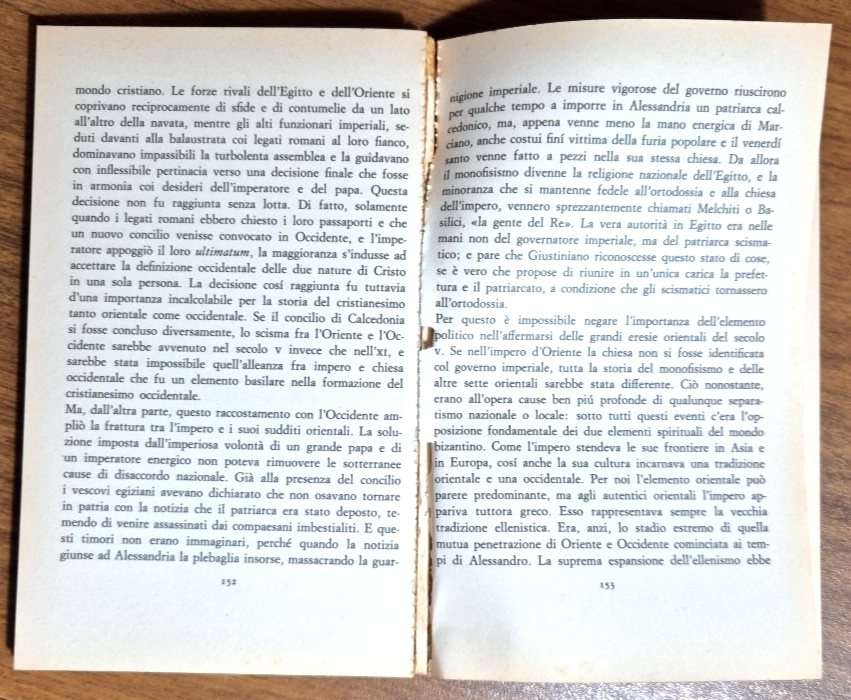 mondo cristiano. Le forze rivali dell'Egitto e dell'Oriente si
coprivano reciprocamente di sfide e di contumelie da un lato
all'altro della navata, mentre gli alti funzionari imperiali, se-
duti davanti alla balaustrata coi legati romani al loro fianco,
dominavano impassibili la turbolenta assemblea e la guidavano
con inflessibile pertinacia verso una decisione finale che fosse
in armonia coi desideri dell'imperatore e del papa. Questa
decisione non fu raggiunta senza lotta. Di fatto, solamente
quando i legati romani ebbero chiesto i loro passaporti e che
un nuovo concilio venisse convocato in Occidente, e l'impe-
ratore appoggiò il loro ultimatum, la maggioranza s'indusse ad
accettare la definizione occidentale delle due nature di Cristo
in una sola persona. La decisione cosí raggiunta fu tuttavia
d'una importanza incalcolabile per la storia del cristianesimo
tanto orientale come occidentale. Se il concilio di Calcedonia
si fosse concluso diversamente, lo scisma fra l'Oriente e l'Oc-
cidente sarebbe avvenuto nel secolo V invece che nell'XI, e
sarebbe stata impossibile quell'alleanza fra impero e chiesa
occidentale che fu un elemento basilare nella formazione del
cristianesimo occidentale.
Ma, dall'altra parte, questo raccostamento con l'Occidente am-
pliò la frattura tra l'impero e i suoi sudditi orientali. La solu-
zione imposta dall'imperiosa volontà di un grande papa e di
un imperatore energico non poteva rimuovere le sotterranee
cause di disaccordo nazionale. Già alla presenza del concilio
i vescovi egiziani avevano dichiarato che non osavano tornare
in patria con la notizia che il patriarca era stato deposto, te-
mendo di venire assassinati dai compaesani imbestialiti. E que-
sti timori non erano immaginari, perché quando la notizia
giunse ad Alessandria la plebaglia insorse, massacrando la guar-
152
nigione imperiale. Le misure vigorose del governo riuscirono
per qualche tempo a imporre in Alessandria un patriarca cal-
cedonico, ma, appena venne meno la mano energica di Mar-
ciano, anche costui finí vittima della furia popolare e il venerdí
santo venne fatto a pezzi nella sua stessa chiesa. Da allora
il monofisismo divenne la religione nazionale dell'Egitto, e la
minoranza che si mantenne fedele all'ortodossia e alla chiesa
dell'impero, vennero sprezzantemente chiamati Melchiti o Ba-
silici, «la gente del Re». La vera autorità in Egitto era nelle
mani non del governatore imperiale, ma del patriarca scisma-
tico; e pare che Giustiniano riconoscesse questo stato di cose,
se è vero che propose di riunire in un'unica carica la prefet-
tura e il patriarcato, a condizione che gli scismatici tornassero
all'ortodossia.
Per questo è impossibile negare l'importanza dell'elemento
politico nell'affermarsi delle grandi eresie orientali del secolo
V. Se nell'impero d'Oriente la chiesa non si fosse identificata
col governo imperiale, tutta la storia del monofisismo e delle
altre sette orientali sarebbe stata differente. Ciò nonostante,
erano all'opera cause ben piú profonde di qualunque separa-
tismo nazionale o locale: sotto tutti questi eventi c'era l'op-
posizione fondamentale dei due elementi spirituali del mondo
bizantino. Come l'impero stendeva le sue frontiere in Asia e
in Europa, cosí anche la sua cultura incarnava una tradizione
orientale e una occidentale. Per noi l'elemento orientale può
parere predominante, ma agli autentici orientali l'impero ap-
pariva tuttora greco. Esso rappresentava sempre la vecchia
tradizione ellenistica. Era, anzi, lo stadio estremo di quella
mutua penetrazione di Oriente e Occidente cominciata ai tem-
pi di Alessandro. La suprema espansione dell'ellenismo ebbe
153